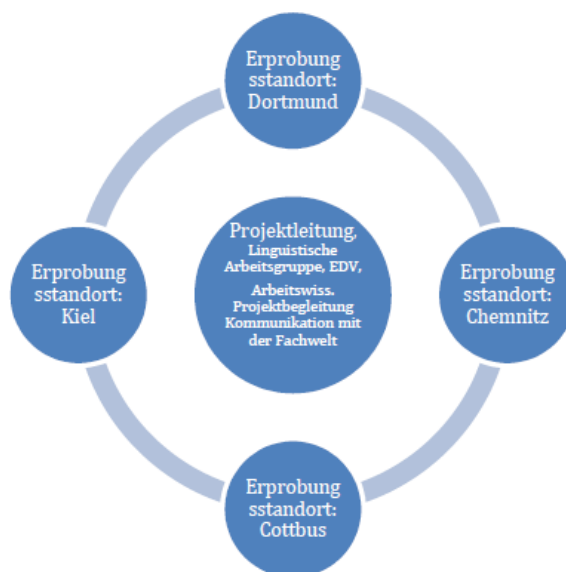 Erprobung
sstandort:
Dortmund
Projektleitung,
Linguistische
Arbeitsgruppe, EDV,
Arbeitswiss.
Projektbegleitung
Kommunikation mit
der Fachwelt
Erprobung
sstandort:
Kiel
Erprobung
sstandort:
Chemnitz
Erprobung
sstandort:
Cottbus